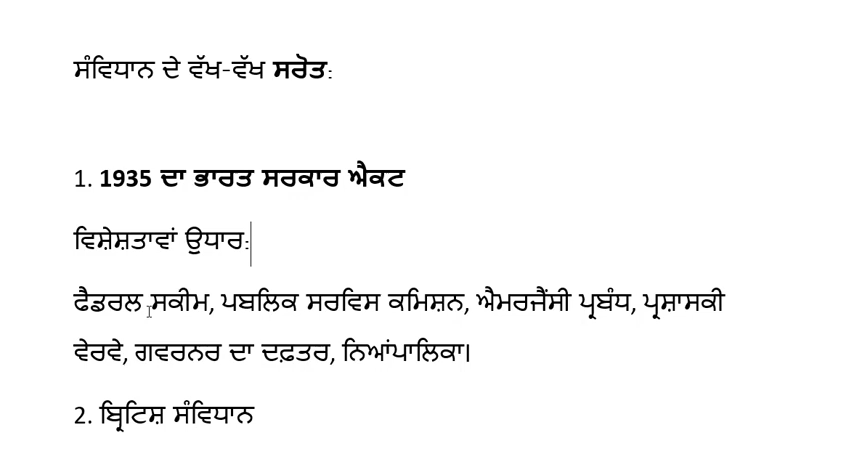 ਸੰਵਿਧਾਨ ਦੇ ਵੱਖ-ਵੱਖ ਸਰੋਤ:
1. 1935 ਦਾ ਭਾਰਤ ਸਰਕਾਰ ਐਕਟ
ਵਿਸ਼ੇਸ਼ਤਾਵਾਂ ਉਧਾਰ:
ਫੈਡਰਲ ਸਕੀਮ, ਪਬਲਿਕ ਸਰਵਿਸ ਕਮਿਸ਼ਨ, ਐਮਰਜੈਂਸੀ ਪ੍ਰਬੰਧ, ਪ੍ਰਸ਼ਾਸਕੀ
ਵੇਰਵੇ, ਗਵਰਨਰ ਦਾ ਦਫ਼ਤਰ, ਨਿਆਂਪਾਲਿਕਾ।
2. ਬ੍ਰਿਟਿਸ਼ ਸੰਵਿਧਾਨ